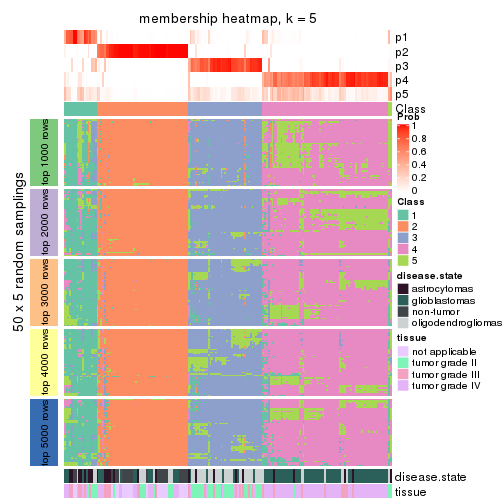 membership heatmap, k = 5
p1
p2
p3
p4
p5
Class
50 x 5 random samplings
top 1000 rows
top 2000 rows
top 3000 rows
top 4000 rows
top 5000 rows
disease.state
tissue
Prob
1
0.8
0.6
0.4
0.2
0
Class
1
2
3
4
5
disease.state
astrocytomas
glioblastomas
non-tumor
oligodendrogliomas
tissue
not applicable
tumor grade II
tumor grade III
tumor grade IV